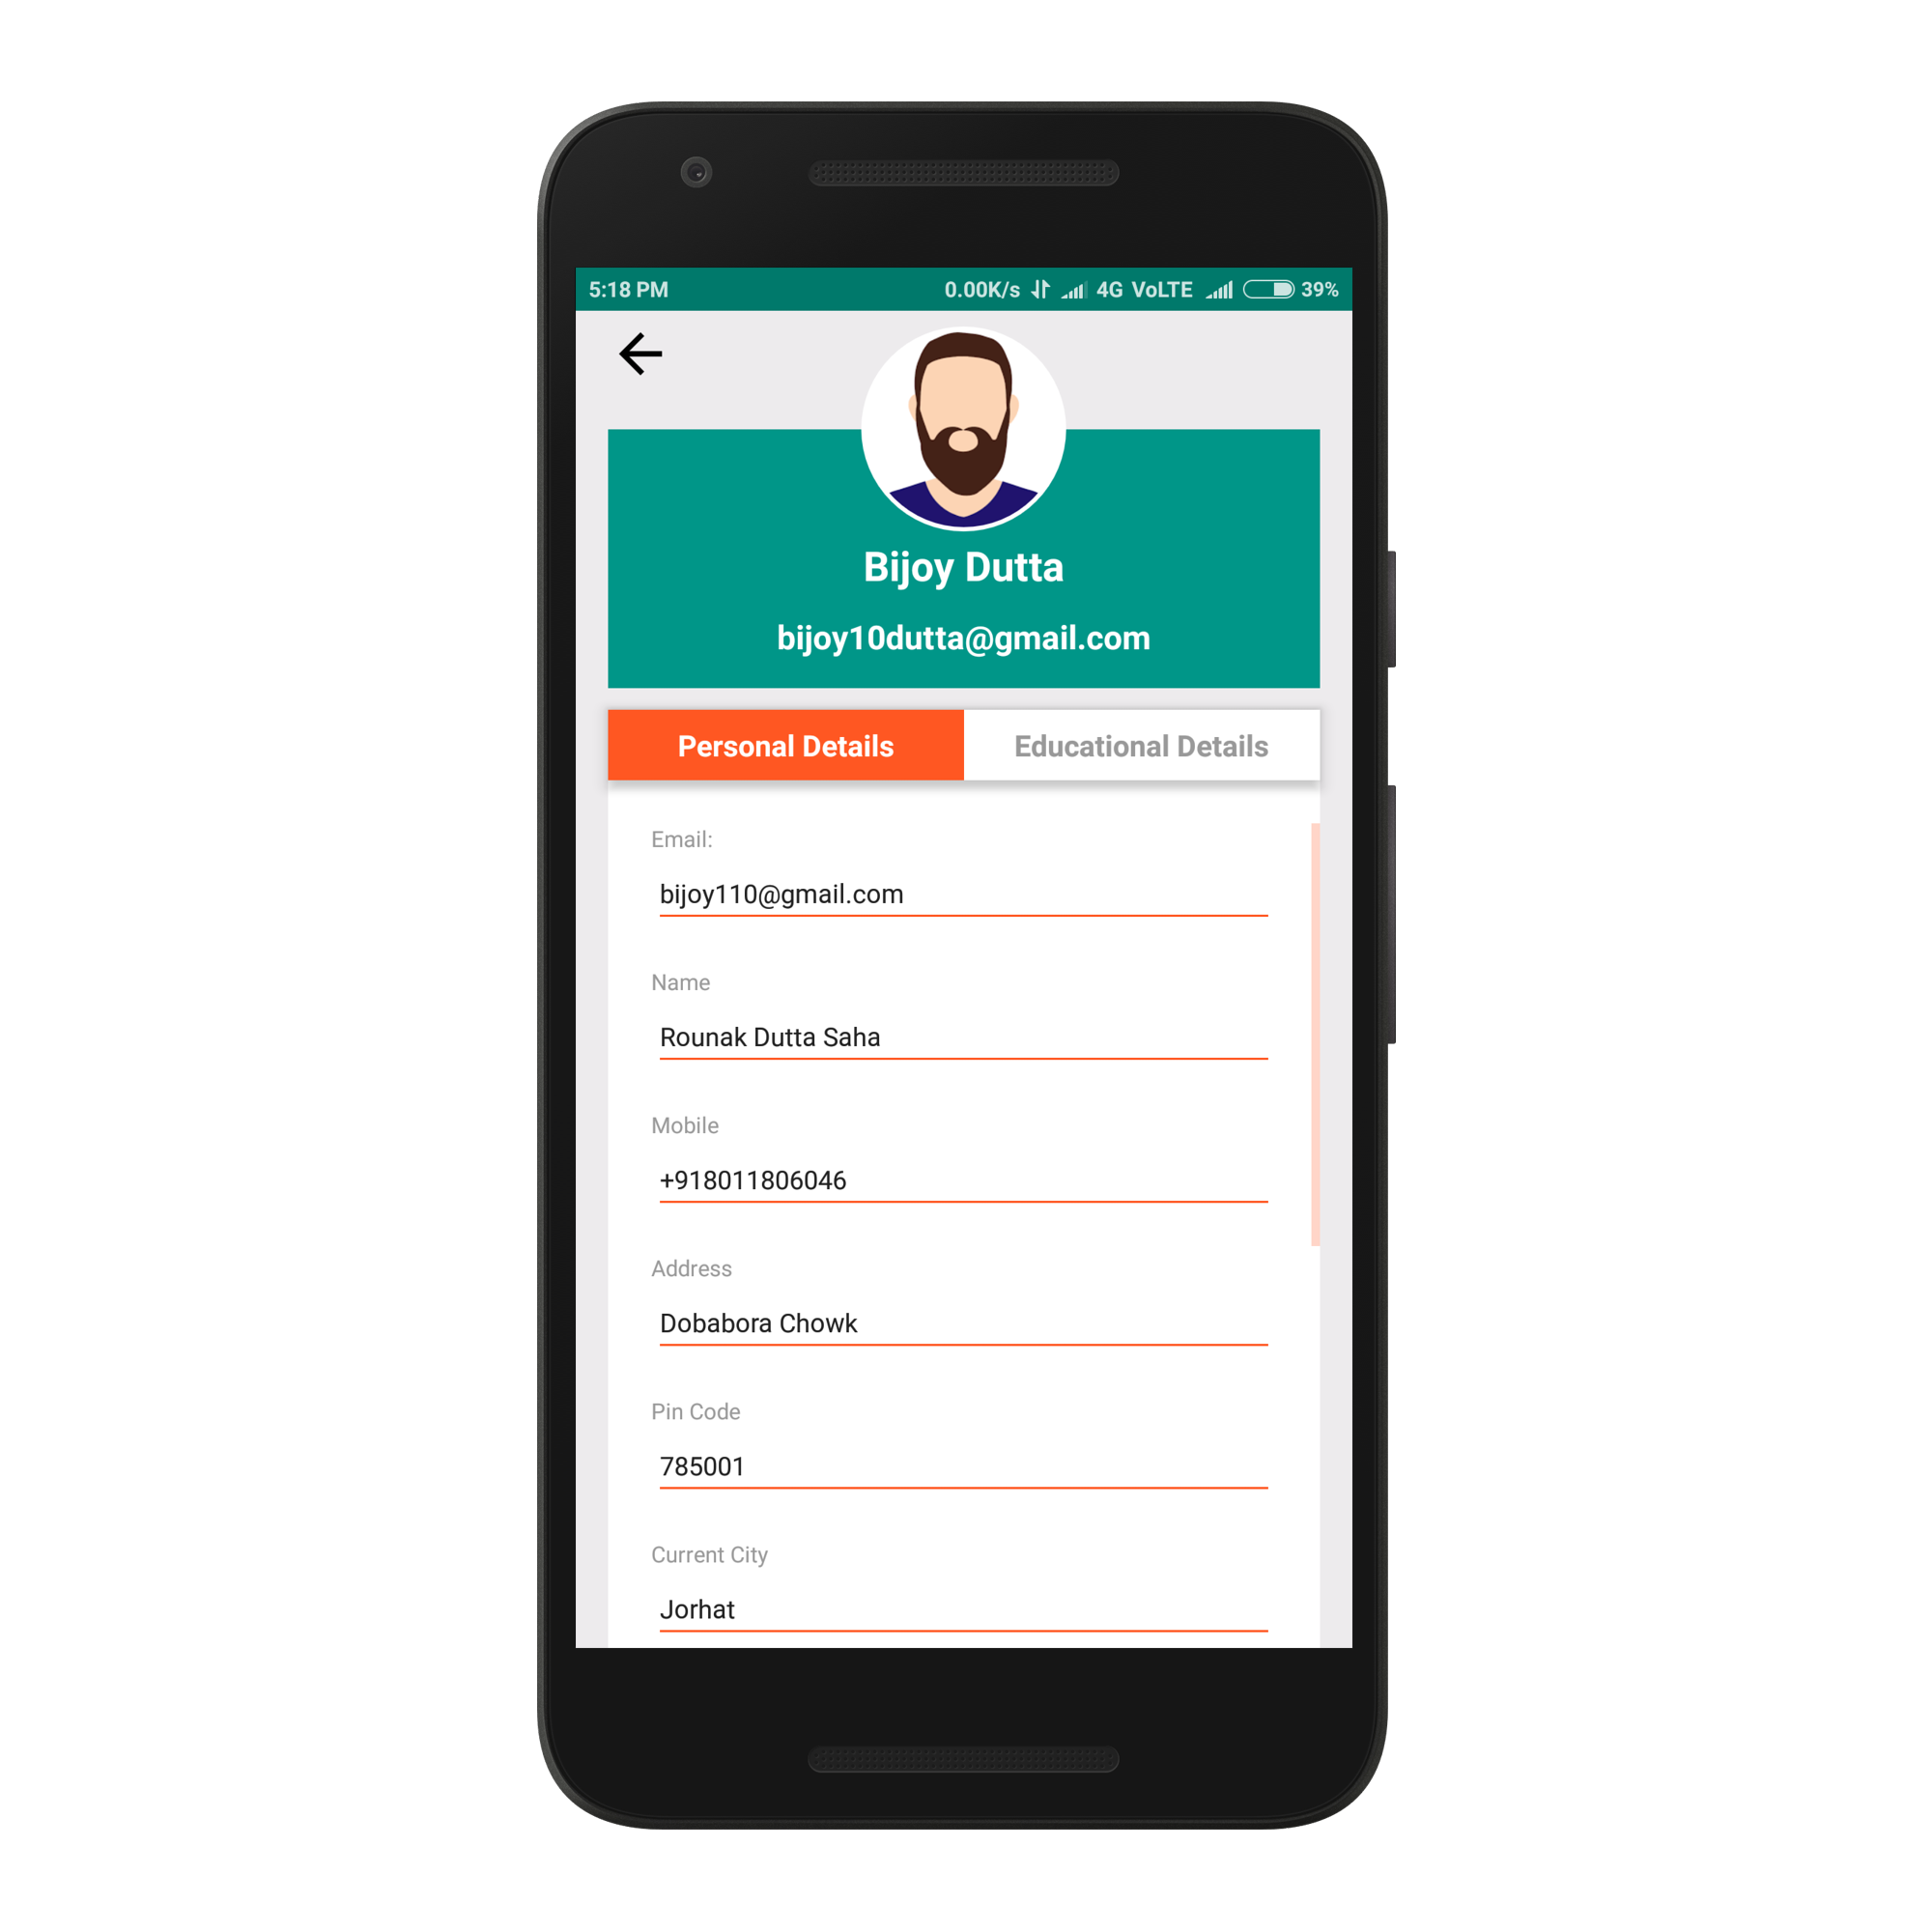 5:18 PM 0.00K/s 4G VoLTE 39%
Bijoy Dutta
bijoy10dutta@gmail.com
Personal Details Educational Details
Email:
bijoy110@gmail.com
Name
Rounak Dutta Saha
Mobile
+918011806046
Address
Dobabora Chowk
Pin Code
785001
Current City
Jorhat